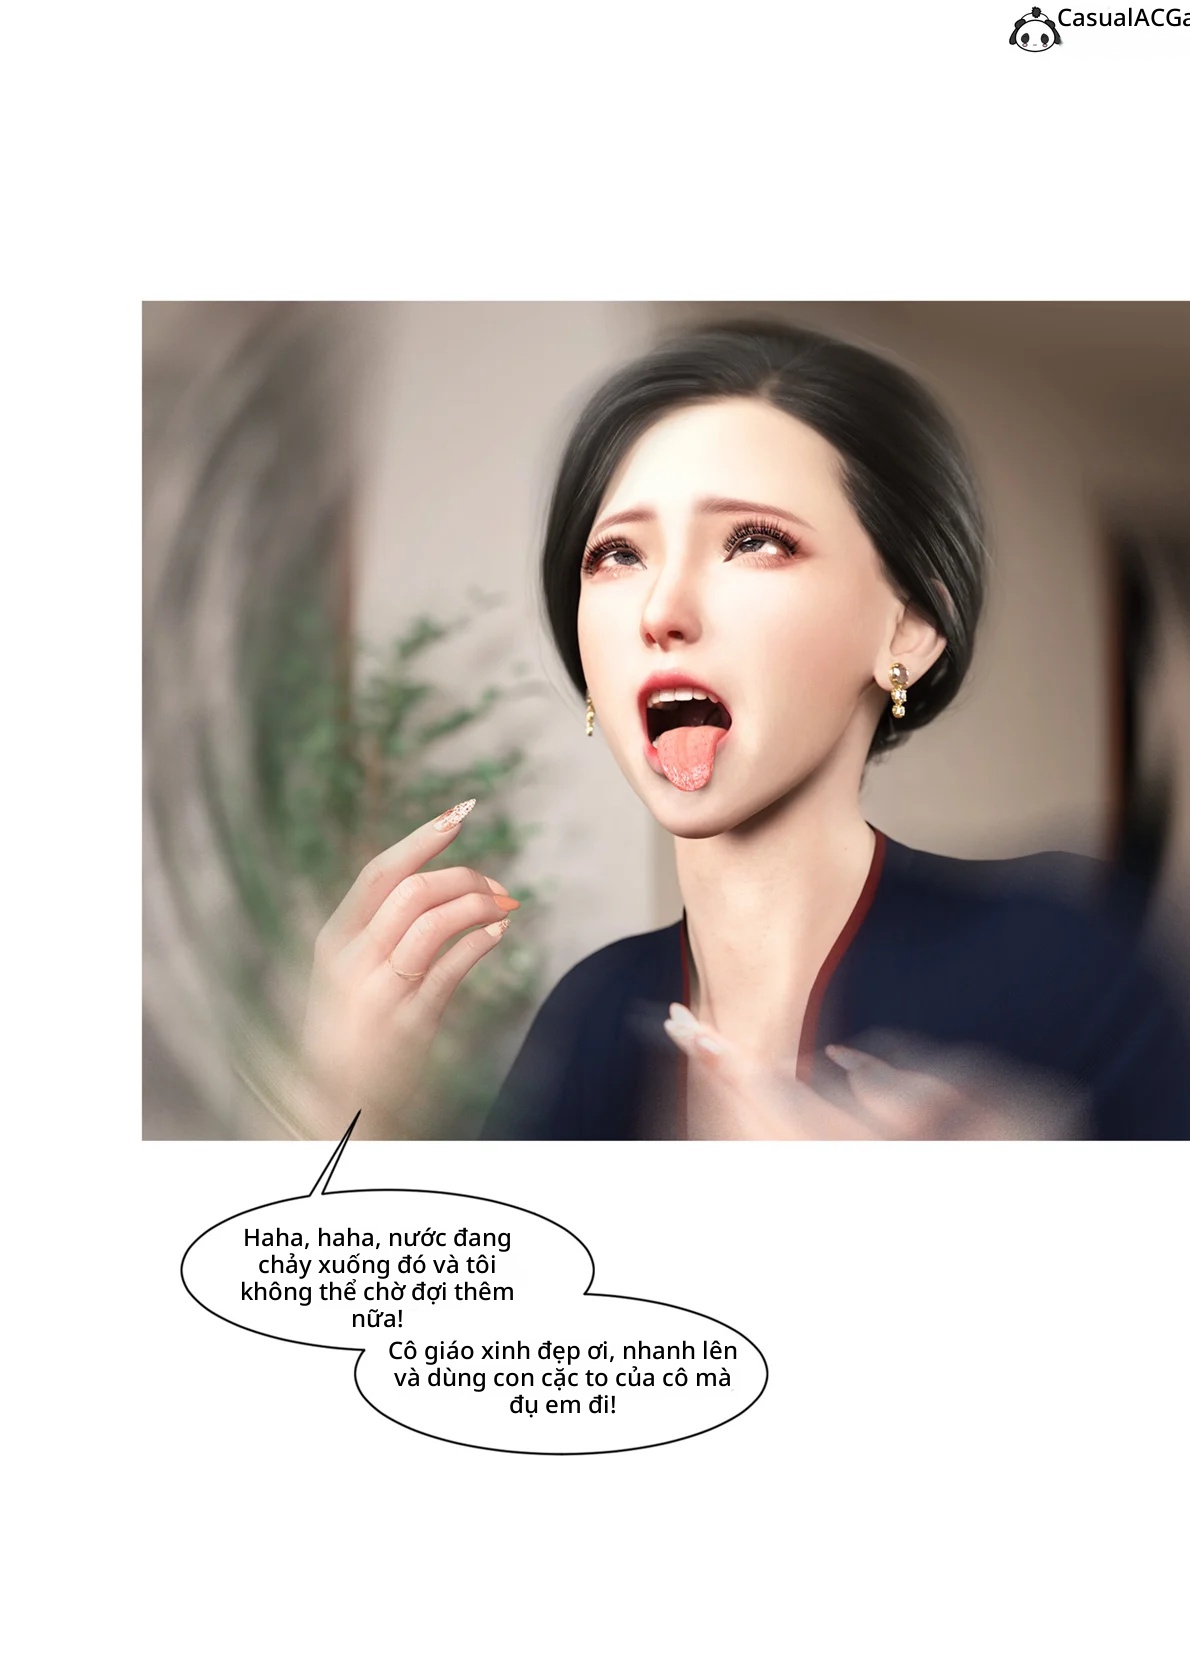 CasualACGa
Haha, haha, nước đang
chảy xuống đó và tôi
không thể chờ đợi thêm
nữa!
Cô giáo xinh đẹp ơi, nhanh lên
và dùng con cặc to của cô mà
đụ em đi!